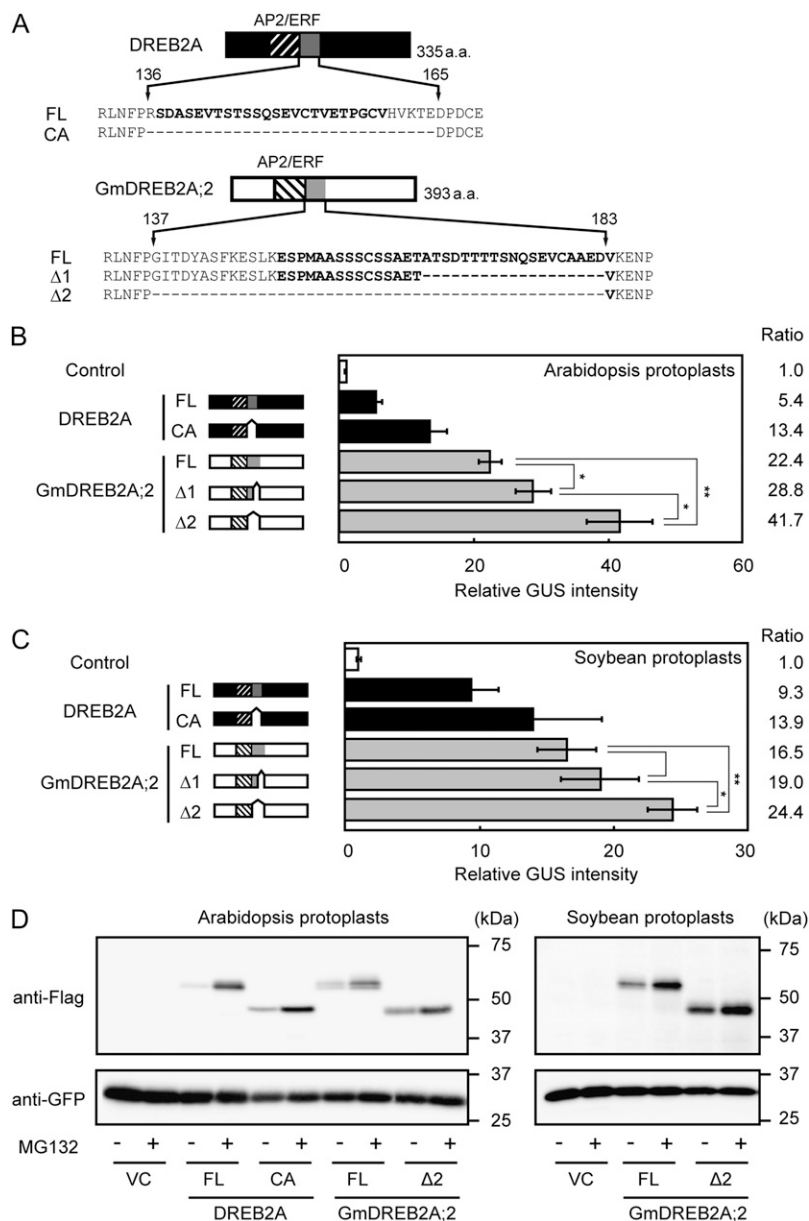 A
AP2/ERF
DREB2A
335 a.a.
136 165
FL RLNFPRSDASEVTSTSSQSEVCTVETPGCVHVKTEDPDCE
CA RLNFP------------------------------DPDCE
AP2/ERF
GmDREB2A;2
393 a.a.
137 183
FL RLNFPGITDYASFKESLKESPMAASSSCSSAETATSDTTTTSNQSEVCAAEDVKENP
Δ1 RLNFPGITDYASFKESLKESPMAASSSCSSAET-------------------VKENP
Δ2 RLNFP-----------------------------------------------VKENP
B
Ratio
Control Arabidopsis protoplasts 1.0
DREB2A
FL 5.4
CA 13.4
GmDREB2A;2
FL 22.4
Δ1 * 28.8
Δ2 * ** 41.7
0 20 40 60
Relative GUS intensity
C
Ratio
Control Soybean protoplasts 1.0
DREB2A
FL 9.3
CA 13.9
GmDREB2A;2
FL 16.5
Δ1 19.0
Δ2 * ** 24.4
0 10 20 30
Relative GUS intensity
D
Arabidopsis protoplasts (kDa) Soybean protoplasts (kDa)
75 75
anti-Flag 50 50
37 37
37 37
anti-GFP
25 25
MG132 - + - + - + - + - + - + - + - +
VC FL CA FL Δ2 VC FL Δ2
DREB2A GmDREB2A;2 GmDREB2A;2